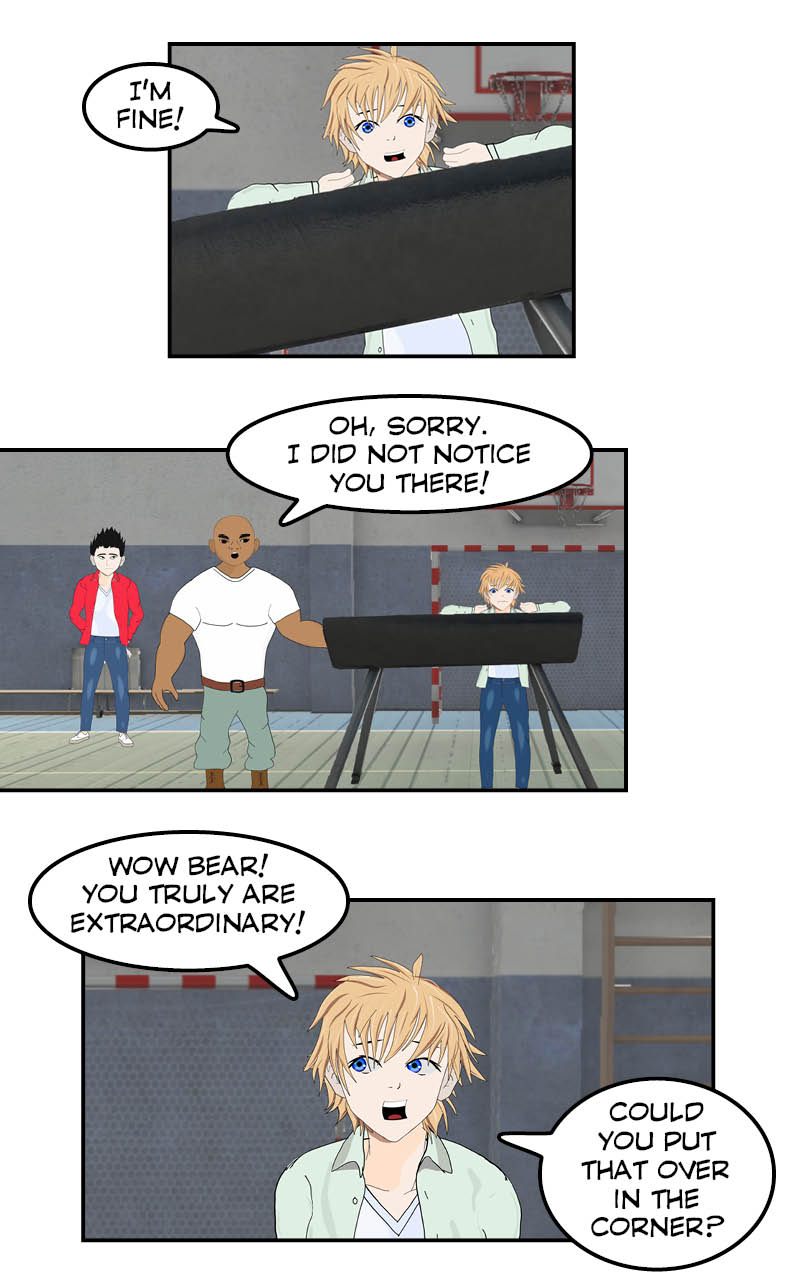 I'M
FINE!
OH, SORRY.
I DID NOT NOTICE
YOU THERE!
WOW BEAR!
YOU TRULY ARE
EXTRAORDINARY!
COULD
YOU PUT
THAT OVER
IN THE
CORNER?